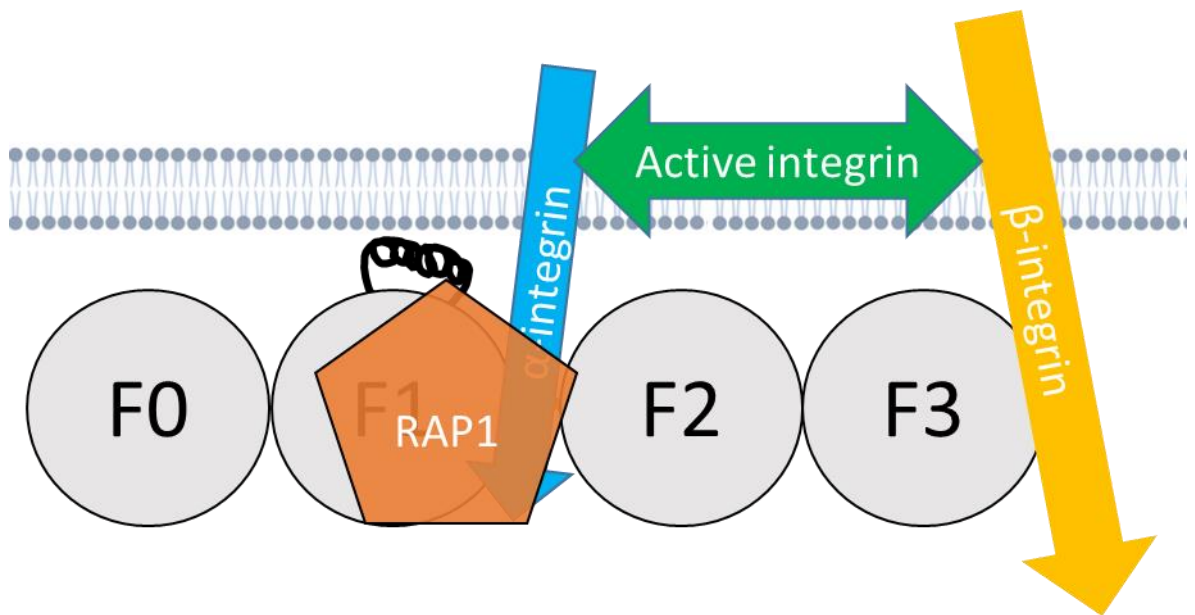 Active integrin
α-integrin
β-integrin
F0
F1
RAP1
F2
F3